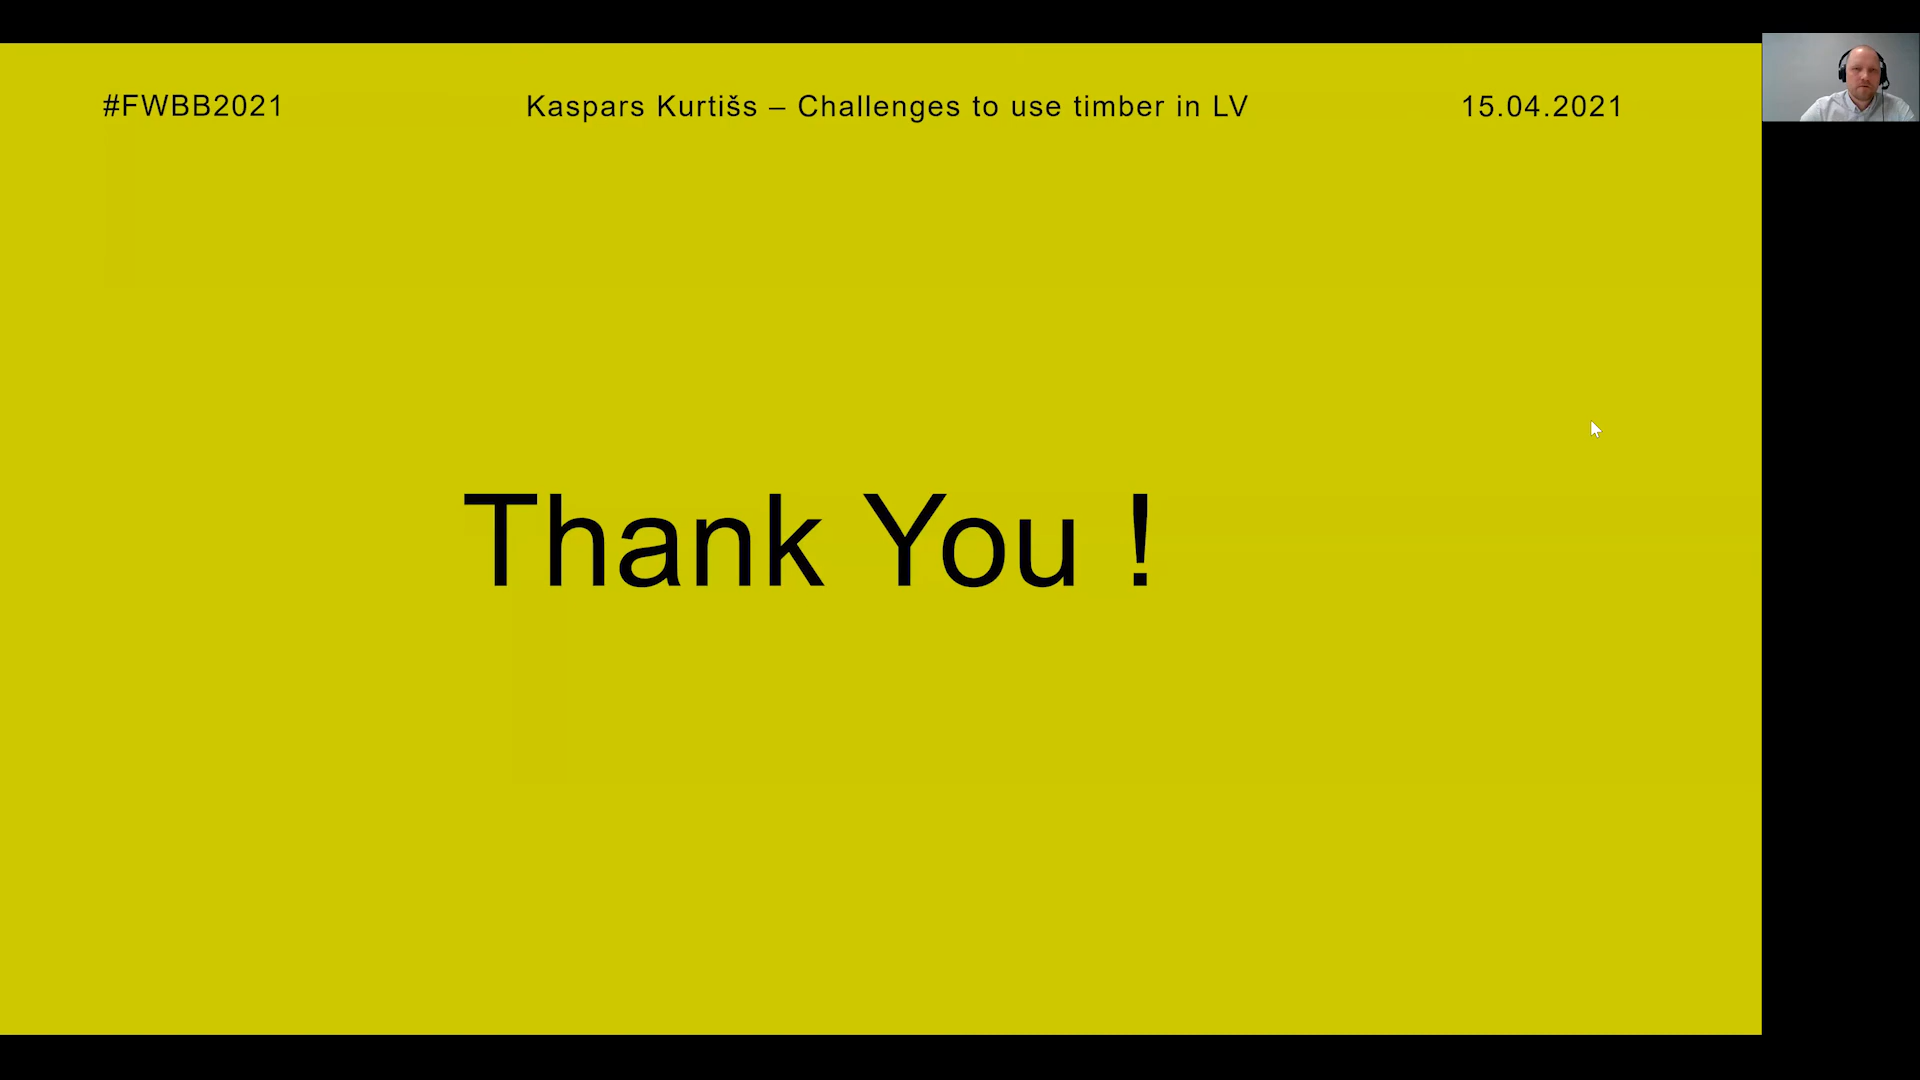 #FWBB2021
Kaspars Kurtišs – Challenges to use timber in LV
15.04.2021
Thank You !